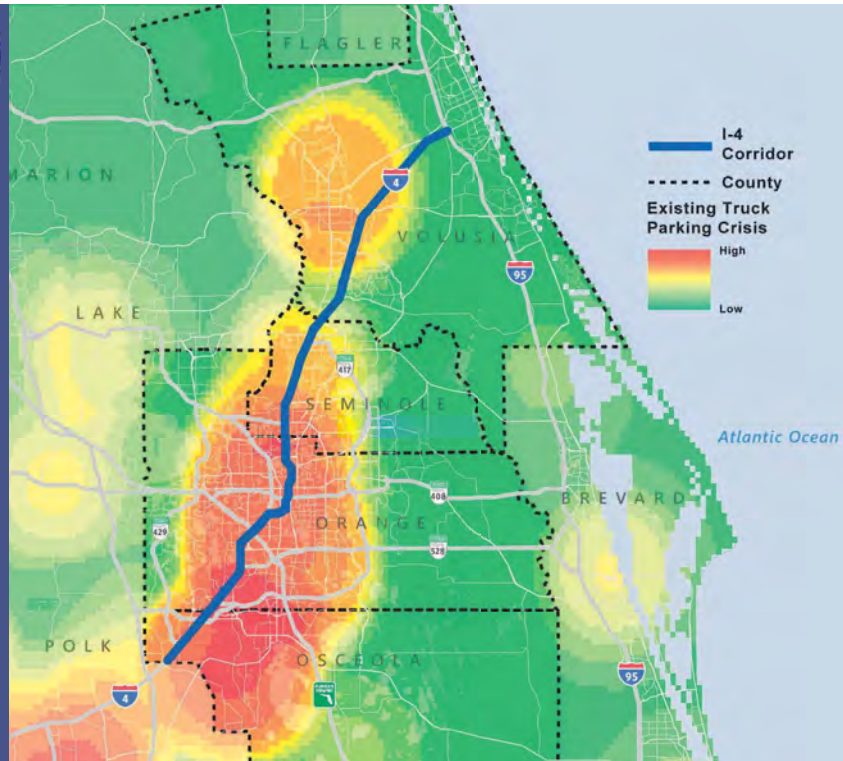 FLAGLER
I-4
Corridor
County
Existing Truck
Parking Crisis
High
Low
MARION
4
VOLUSIA
95
LAKE
417
SEMINOLE
Atlantic Ocean
408
BREVARD
429
ORANGE
528
POLK
OSCEOLA
4
95